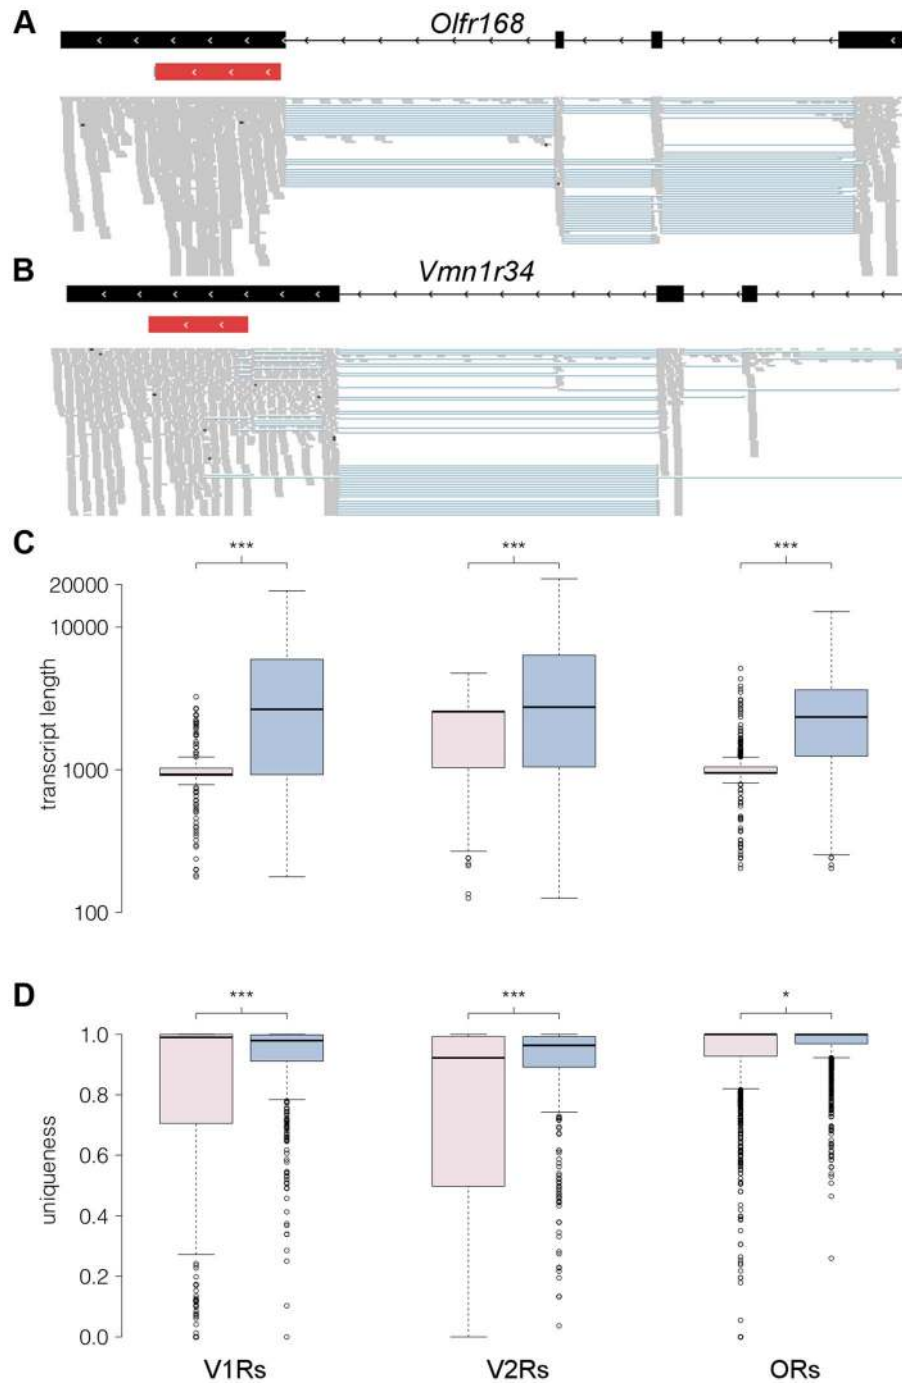 A
Olfr168
B
Vmn1r34
C
*** *** ***
20000
10000
transcript length
1000
100
D
*** *** *
1.0
0.8
uniqueness
0.6
0.4
0.2
0.0
V1Rs V2Rs ORs